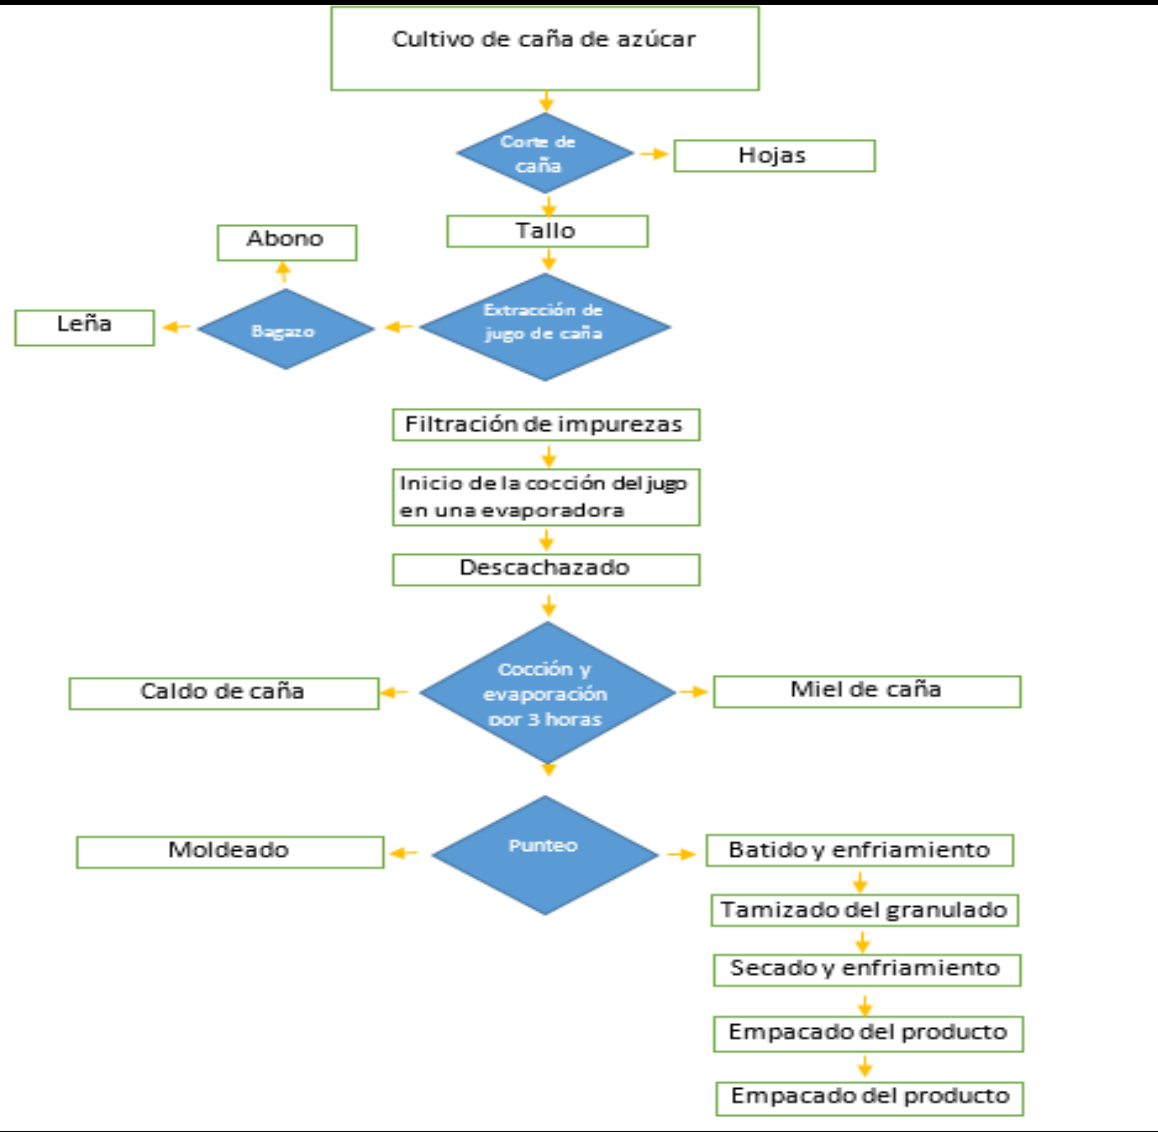 Cultivo de caña de azúcar
Corte de
caña
Hojas
Tallo
Abono
Extracción de
jugo de caña
Bagazo
Leña
Filtración de impurezas
Inicio de la cocción del jugo
en una evaporadora
Descachazado
Cocción y
evaporación
por 3 horas
Caldo de caña
Miel de caña
Punteo
Moldeado
Batido y enfriamiento
Tamizado del granulado
Secado y enfriamiento
Empacado del producto
Empacado del producto